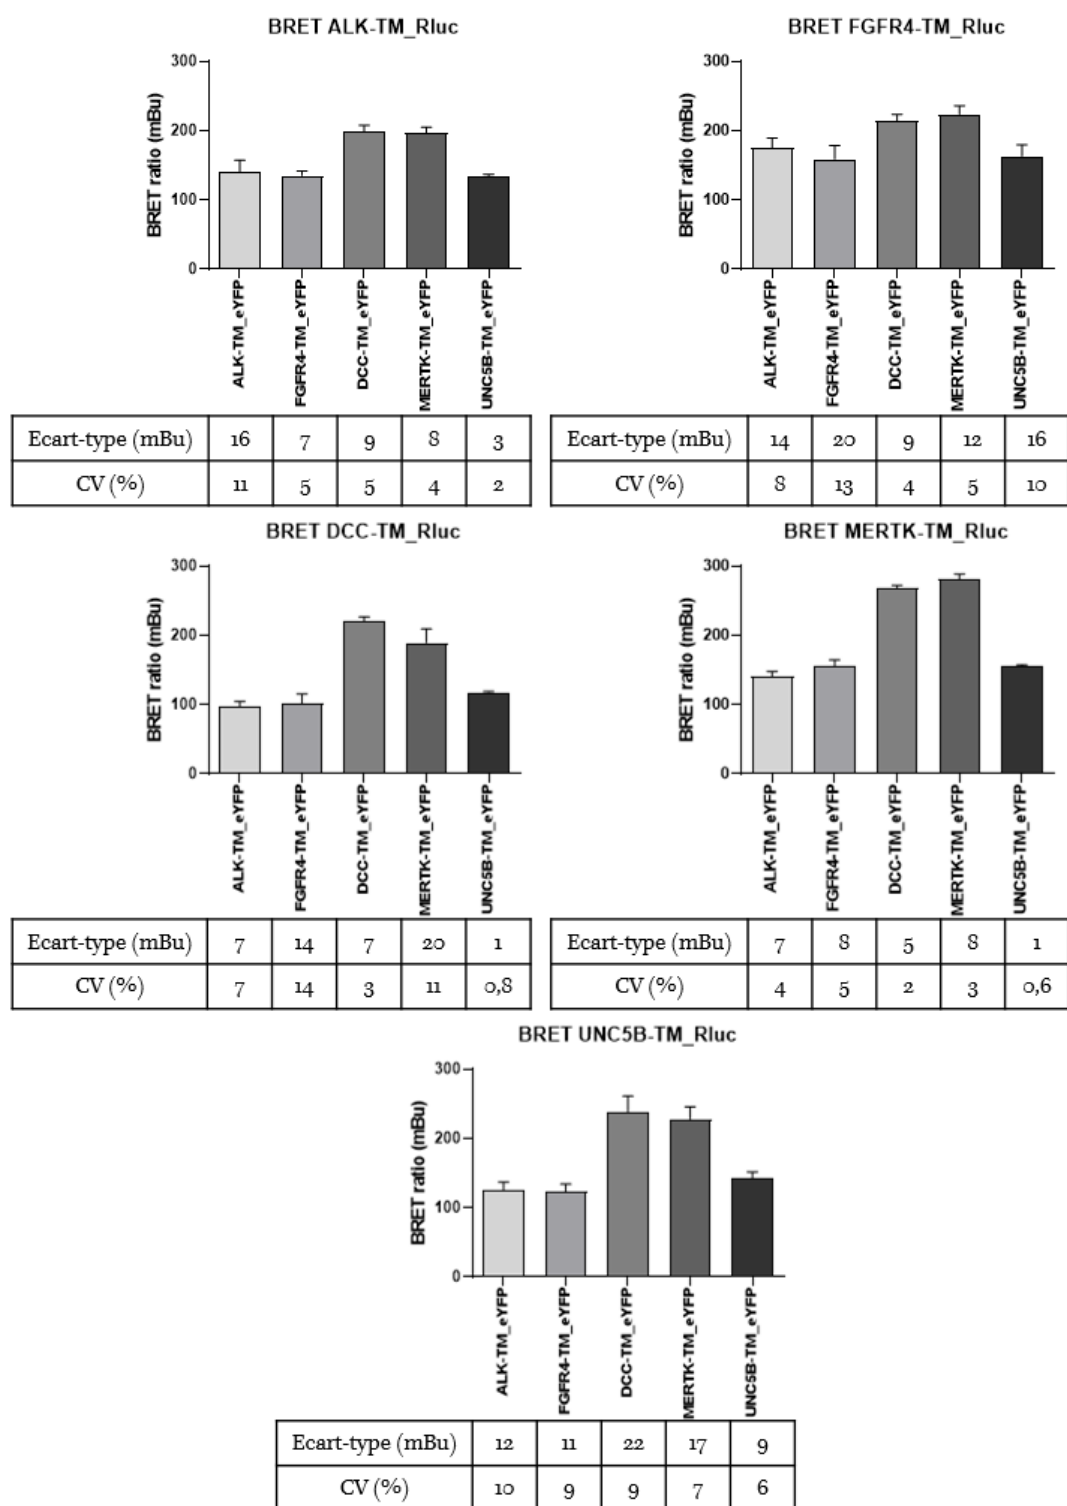 BRET ALK-TM_Rluc
BRET ratio (mBu)
300
200
100
0
ALK-TM_eYFP
FGFR4-TM_eYFP
DCC-TM_eYFP
MERTK-TM_eYFP
UNC5B-TM_eYFP
Ecart-type (mBu) 16 7 9 8 3
CV (%) 11 5 5 4 2
BRET FGFR4-TM_Rluc
BRET ratio (mBu)
300
200
100
0
ALK-TM_eYFP
FGFR4-TM_eYFP
DCC-TM_eYFP
MERTK-TM_eYFP
UNC5B-TM_eYFP
Ecart-type (mBu) 14 20 9 12 16
CV (%) 8 13 4 5 10
BRET DCC-TM_Rluc
BRET ratio (mBu)
300
200
100
0
ALK-TM_eYFP
FGFR4-TM_eYFP
DCC-TM_eYFP
MERTK-TM_eYFP
UNC5B-TM_eYFP
Ecart-type (mBu) 7 14 7 20 1
CV (%) 7 14 3 11 0,8
BRET MERTK-TM_Rluc
BRET ratio (mBu)
300
200
100
0
ALK-TM_eYFP
FGFR4-TM_eYFP
DCC-TM_eYFP
MERTK-TM_eYFP
UNC5B-TM_eYFP
Ecart-type (mBu) 7 8 5 8 1
CV (%) 4 5 2 3 0,6
BRET UNC5B-TM_Rluc
BRET ratio (mBu)
300
200
100
0
ALK-TM_eYFP
FGFR4-TM_eYFP
DCC-TM_eYFP
MERTK-TM_eYFP
UNC5B-TM_eYFP
Ecart-type (mBu) 12 11 22 17 9
CV (%) 10 9 9 7 6